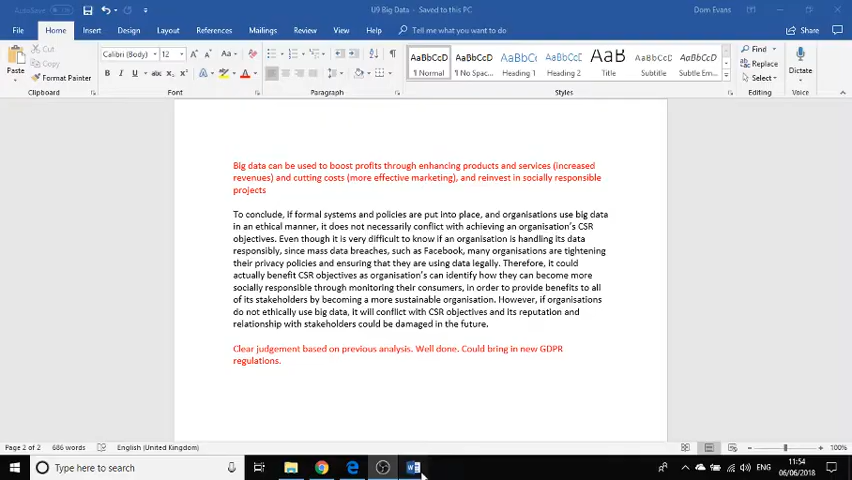 AutoSave
U9 Big Data - Saved to this PC
Dom Evans
File Home Insert Draw Design Layout References Mailings Review View Help Tell me what you want to do Share
Paste
Cut
Copy
Format Painter
Clipboard
Calibri (Body) 12
Font
Paragraph
AaBbCcD AaBbCcD AaBbC AaBbCcC AaB AaBbCcD AaBbCcD
¶ Normal ¶ No Spac... Heading 1 Heading 2 Title Subtitle Subtle Em...
Styles
Find
Replace
Select
Editing
Dictate
Voice
Big data can be used to boost profits through enhancing products and services (increased
revenues) and cutting costs (more effective marketing), and reinvest in socially responsible
projects
To conclude, If formal systems and policies are put into place, and organisations use big data
in an ethical manner, it does not necessarily conflict with achieving an organisation's CSR
objectives. Even though it is very difficult to know if an organisation is handling its data
responsibly, since mass data breaches, such as Facebook, many organisations are tightening
their privacy policies and ensuring that they are using data legally. Therefore, it could
actually benefit CSR objectives as organisation's can identify how they can become more
socially responsible through monitoring their consumers, in order to provide benefits to all
of its stakeholders by becoming a more sustainable organisation. However, if organisations
do not ethically use big data, it will conflict with CSR objectives and its reputation and
relationship with stakeholders could be damaged in the future.
Clear judgement based on previous analysis. Well done. Could bring in new GDPR
regulations.
Page 2 of 2 686 words English (United Kingdom) 100%
Type here to search
ENG
11:54
06/06/2018